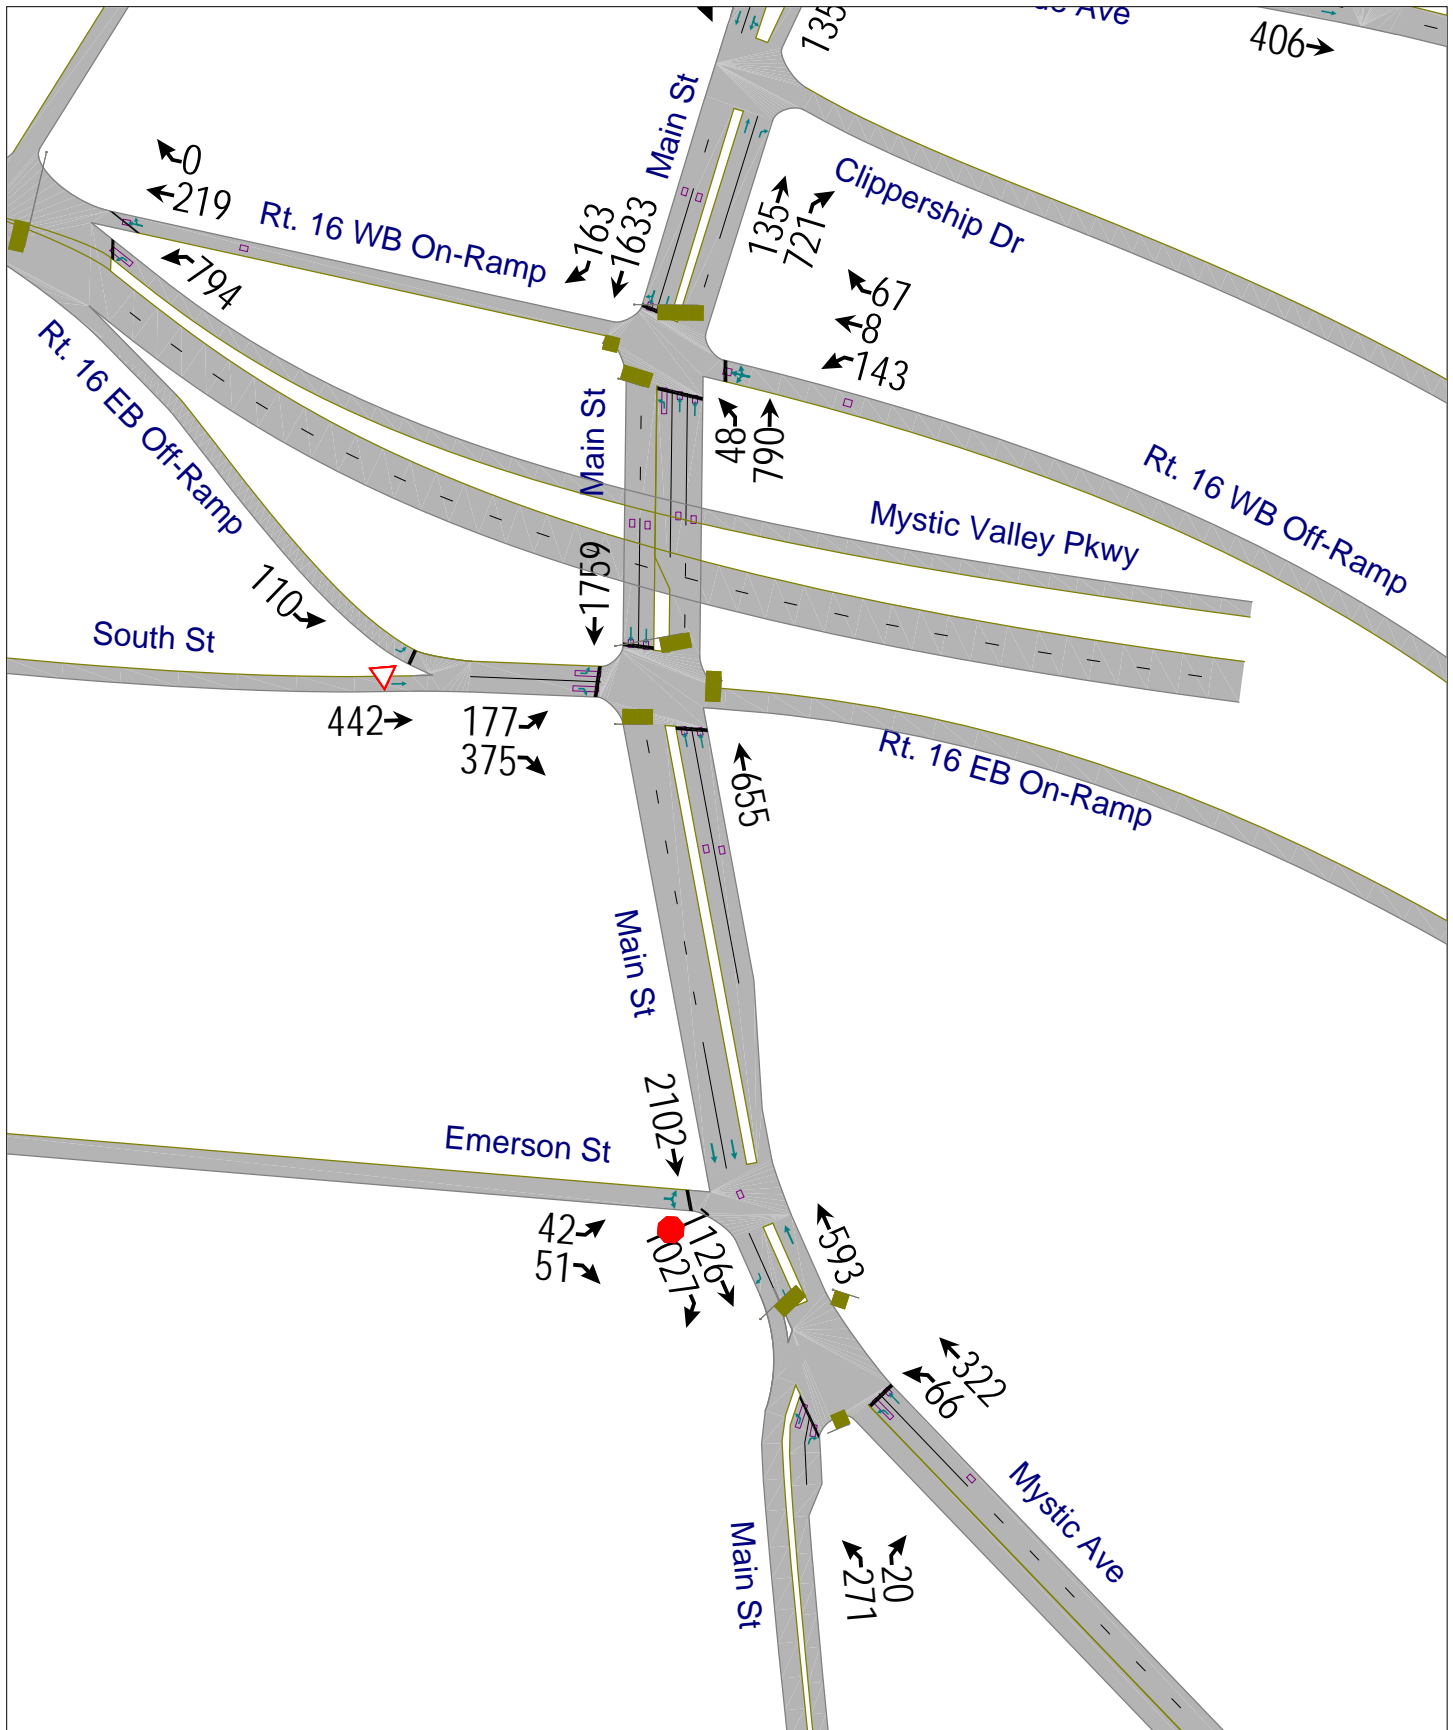 Ave
406
135
Main St
Clippership Dr
0
219
Rt. 16 WB On-Ramp
163
1633
135
721
794
67
8
143
Rt. 16 EB Off-Ramp
Main St
48
790
Rt. 16 WB Off-Ramp
Mystic Valley Pkwy
1759
110
South St
442
177
375
655
Rt. 16 EB On-Ramp
Main St
2102
Emerson St
42
51
1027
1126
593
322
66
Mystic Ave
Main St
271
20